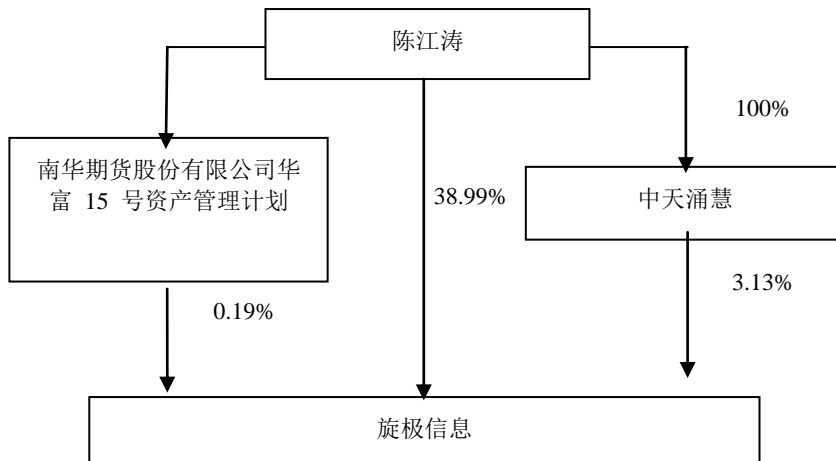 陈江涛
100%
南华期货股份有限公司华
富 15 号资产管理计划
38.99%
中天涌慧
0.19%
3.13%
旋极信息